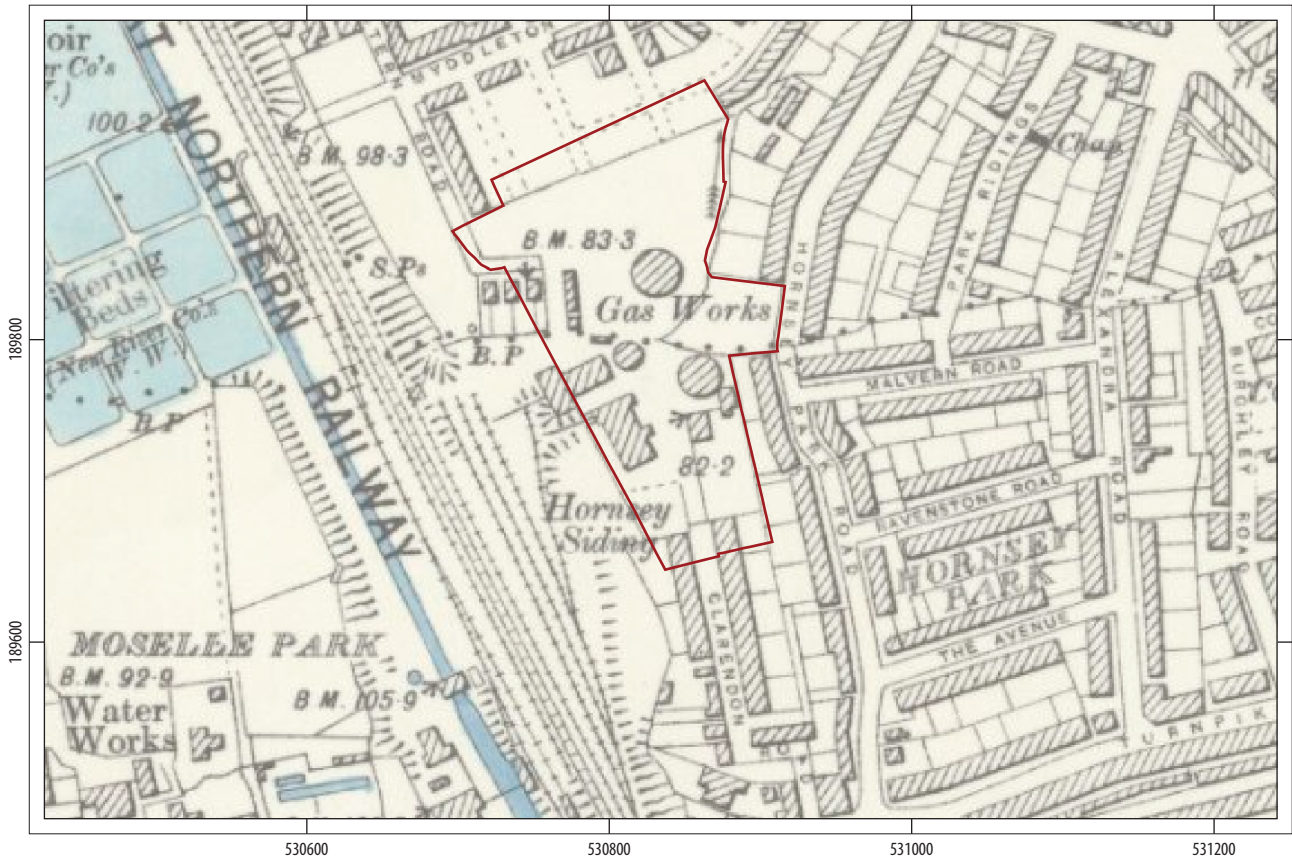 oir
Co's
100·2
NORTHERN
RAILWAY
MYDDLETON
ROAD
B.M. 98·3
S.Ps
B.M. 83·3
Gas Works
B.P
Filtering
Beds
New River Co's
W.W.
B.P
82·2
Hornsey
Siding
MOSELLE PARK
B.M. 92·9
B.M. 105·9
Water
Works
CLARENDON
ROAD
HORNSEY
PARK
ROAD
PARK RIDINGS
Chap.
ALEXANDRA
ROAD
MALVERN ROAD
BURGHLEY ROAD
RAVENSTONE ROAD
HORNSEY
PARK
THE AVENUE
TURNPIK
189800
189600
530600
530800
531000
531200